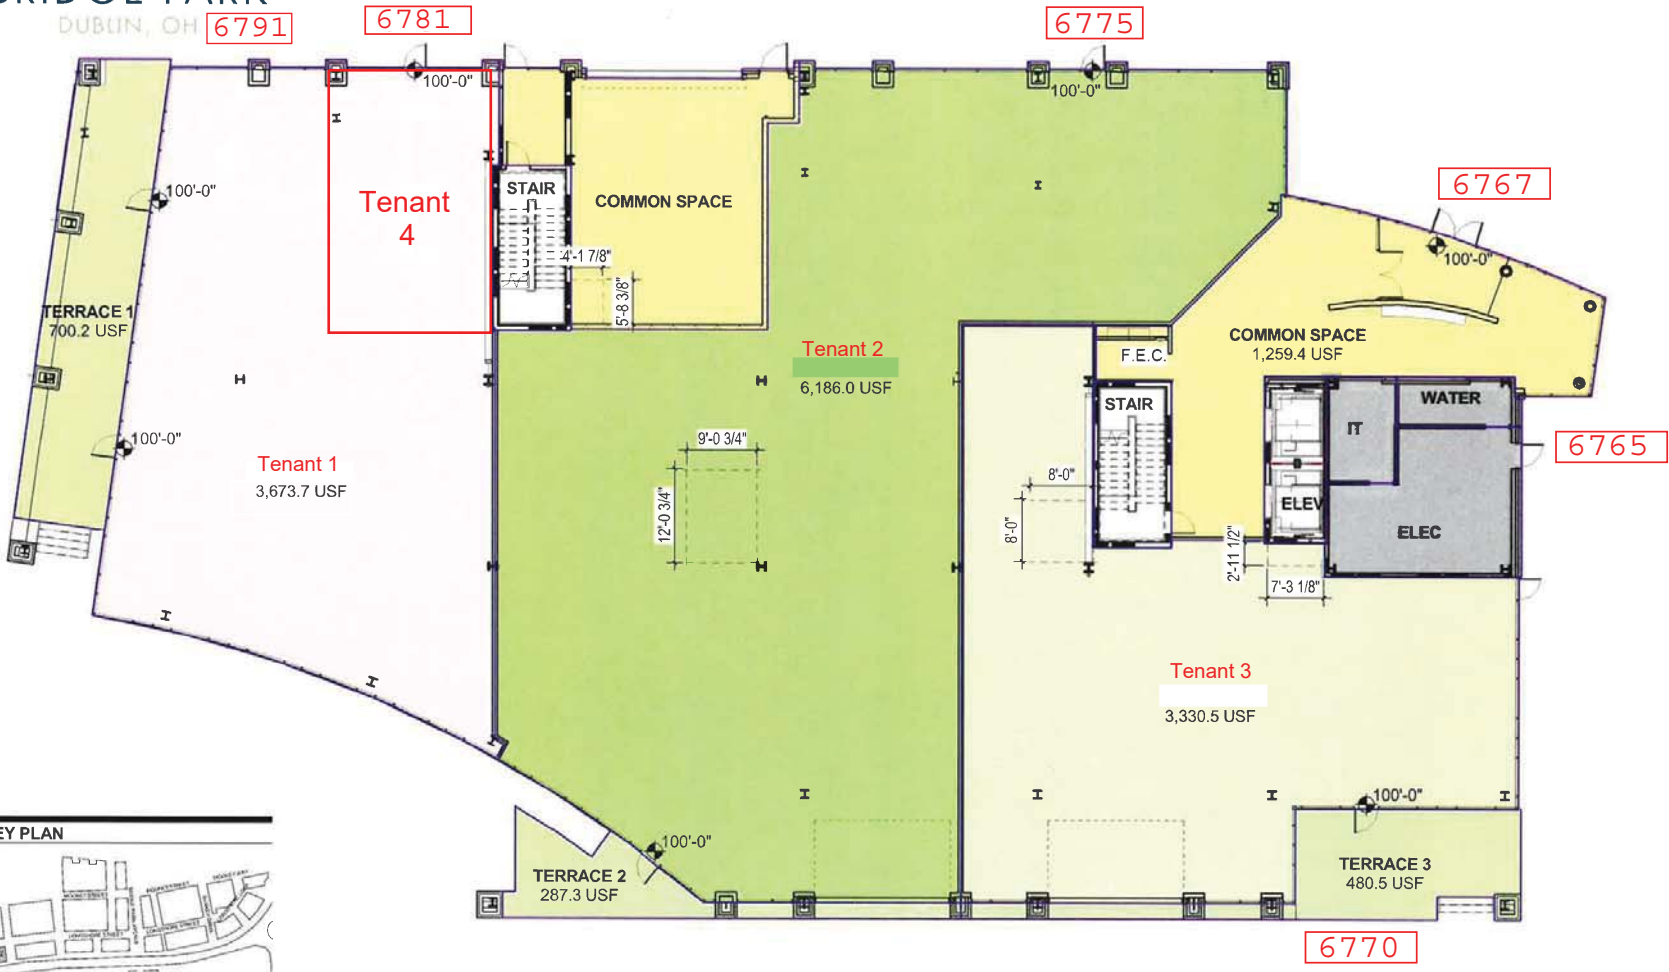 BRIDGE PARK
DUBLIN, OH
6791
6781
6775
100'-0"
100'-0"
6767
100'-0"
STAIR
COMMON SPACE
Tenant
4
100'-0"
4'-1 7/8"
5'-8 3/8"
TERRACE 1
700.2 USF
COMMON SPACE
1,259.4 USF
Tenant 2
6,186.0 USF
F.E.C.
STAIR
WATER
IT
6765
100'-0"
9'-0 3/4"
Tenant 1
3,673.7 USF
8'-0"
12'-0 3/4"
8'-0"
ELEV
ELEC
2'-11 1/2"
7'-3 1/8"
Tenant 3
3,330.5 USF
100'-0"
EY PLAN
100'-0"
TERRACE 2
287.3 USF
TERRACE 3
480.5 USF
6770